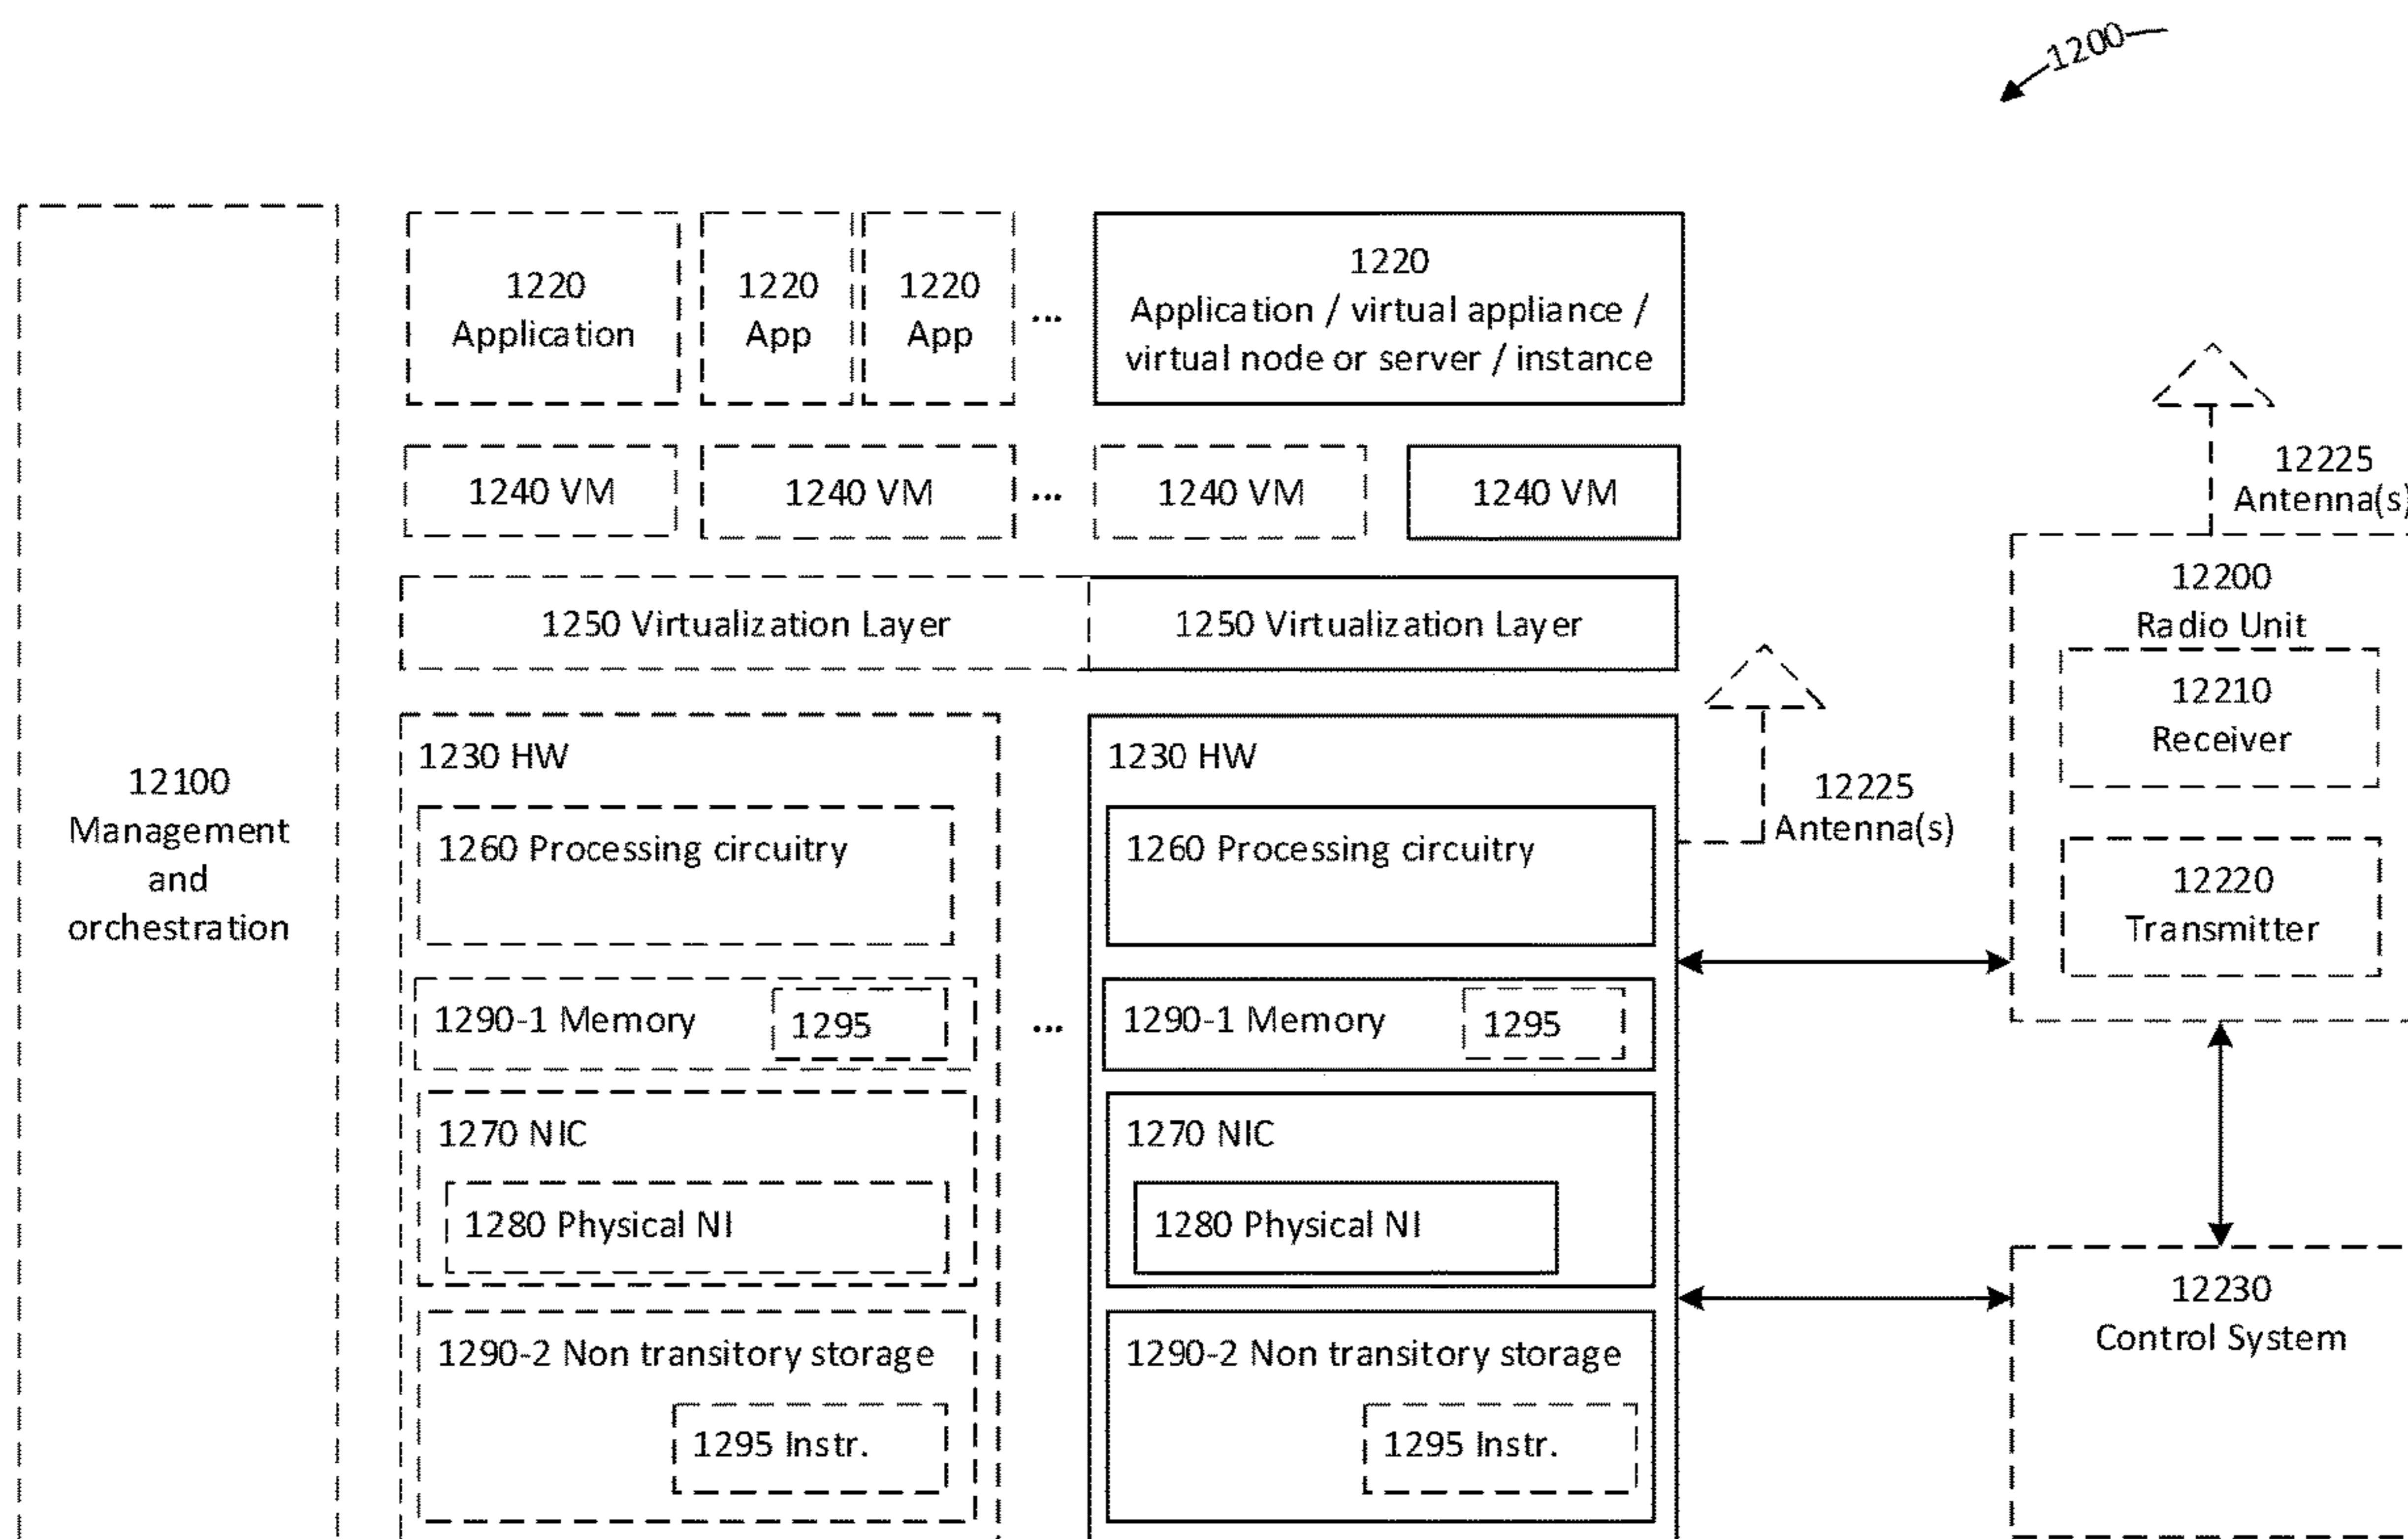 1200
12100
Management
and
orchestration
1220
Application
1220
App
1220
App
...
1220
Application / virtual appliance /
virtual node or server / instance
1240 VM
1240 VM
...
1240 VM
1240 VM
1250 Virtualization Layer
1250 Virtualization Layer
1230 HW
1260 Processing circuitry
1290-1 Memory
1295
1270 NIC
1280 Physical NI
1290-2 Non transitory storage
1295 Instr.
...
1230 HW
1260 Processing circuitry
1290-1 Memory
1295
1270 NIC
1280 Physical NI
1290-2 Non transitory storage
1295 Instr.
12225
Antenna(s)
12225
Antenna(s)
12200
Radio Unit
12210
Receiver
12220
Transmitter
12230
Control System